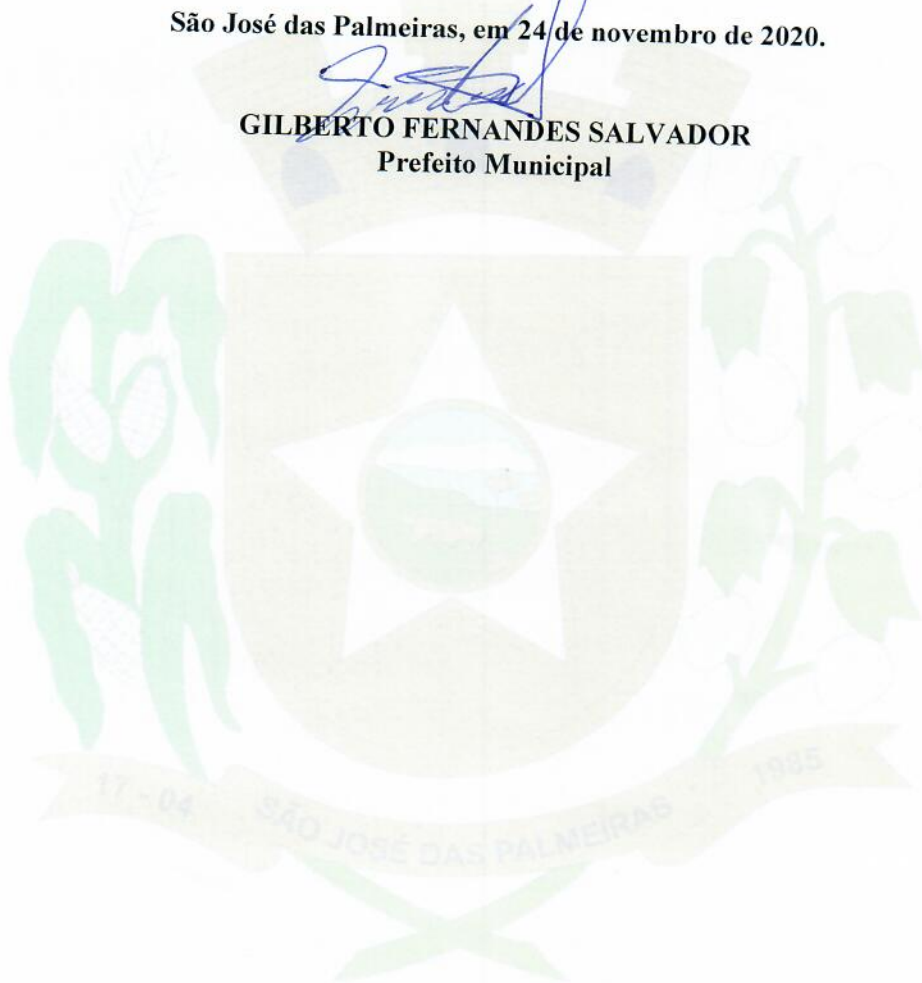 São José das Palmeiras, em 24 de novembro de 2020.
GILBERTO FERNANDES SALVADOR
Prefeito Municipal
17 - 04 SÃO JOSÉ DAS PALMEIRAS 1985